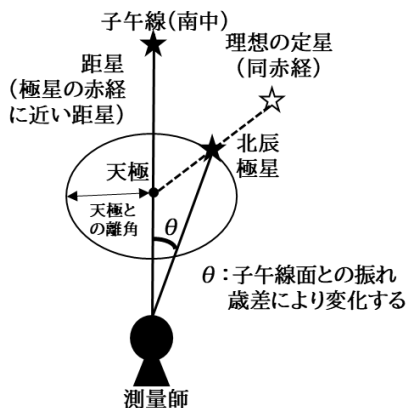 子午線(南中)
距星
(極星の赤経
に近い距星)
理想の定星
(同赤経)
北辰
極星
天極
天極と
の離角
θ
θ:子午線面との振れ
歳差により変化する
測量師